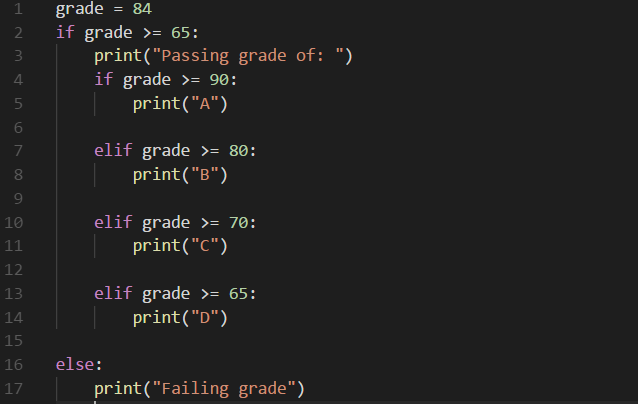 1 grade = 84
2 if grade >= 65:
3     print("Passing grade of: ")
4     if grade >= 90:
5         print("A")
6
7     elif grade >= 80:
8         print("B")
9
10     elif grade >= 70:
11         print("C")
12
13     elif grade >= 65:
14         print("D")
15
16 else:
17     print("Failing grade")